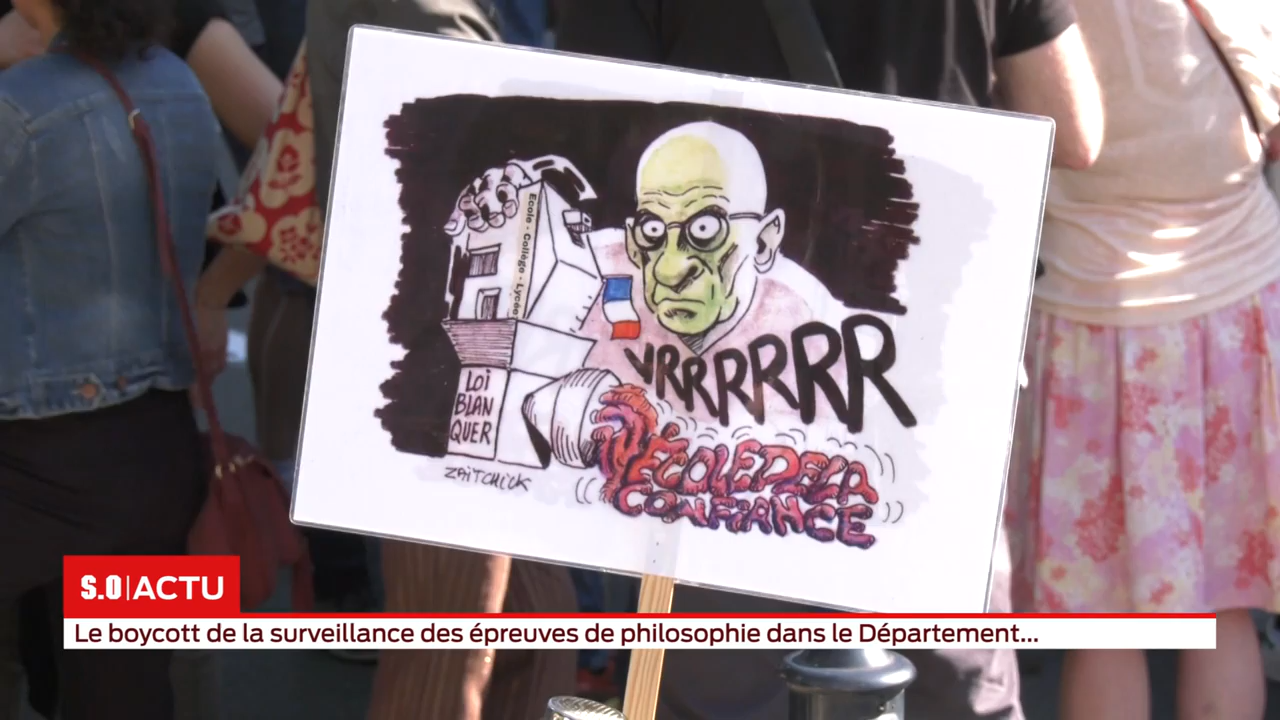 Ecole - Collège - Lycée
VRRRRRRR
LOI
BLAN
QUER
L'ÉCOLE DE LA
CONFIANCE
ZAITCHICK
S.O|ACTU
Le boycott de la surveillance des épreuves de philosophie dans le Département...